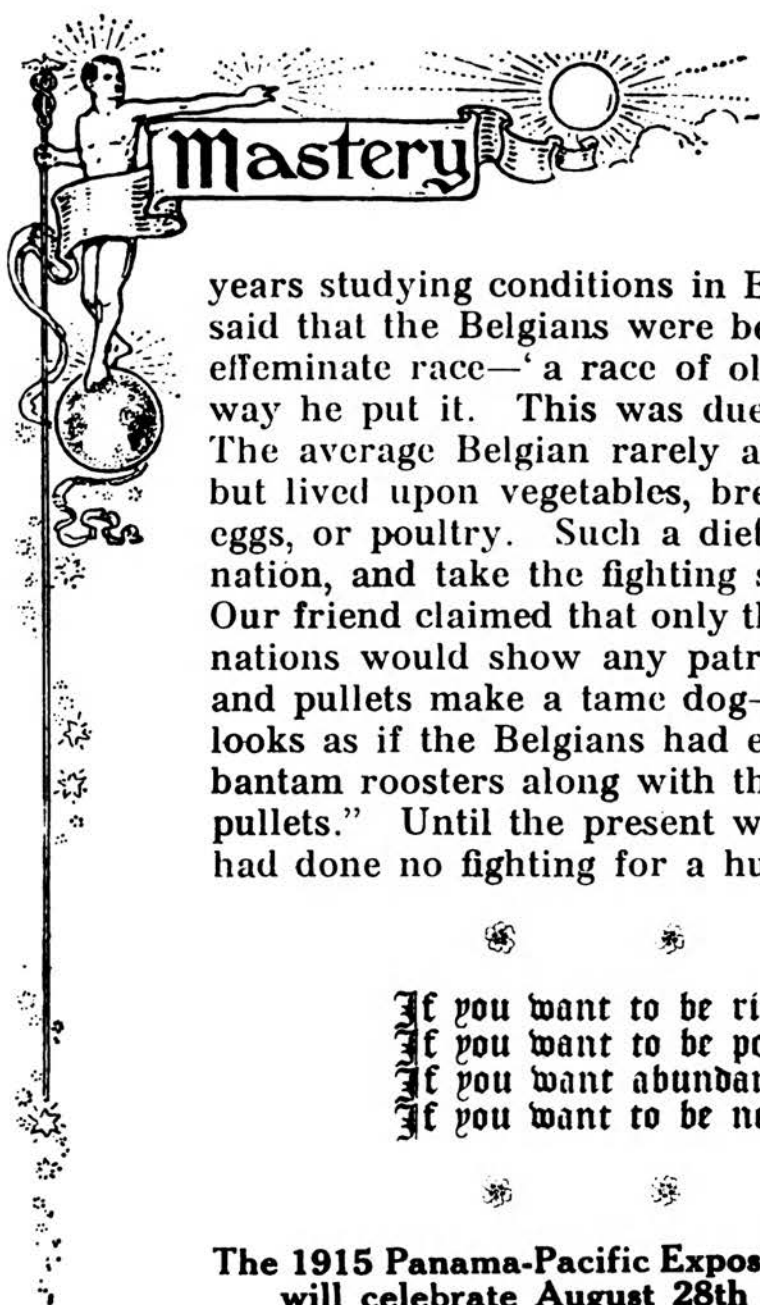 Mastery
years studying conditions in E
said that the Belgians were be
effeminate race—‘ a race of ol
way he put it. This was due
The average Belgian rarely a
but lived upon vegetables, bre
eggs, or poultry. Such a diet
nation, and take the fighting s
Our friend claimed that only th
nations would show any patr
and pullets make a tame dog-
looks as if the Belgians had e
bantam roosters along with th
pullets.” Until the present w
had done no fighting for a hu
If you want to be ri
If you want to be po
If you want abundan
If you want to be no
The 1915 Panama-Pacific Expos
will celebrate August 28th